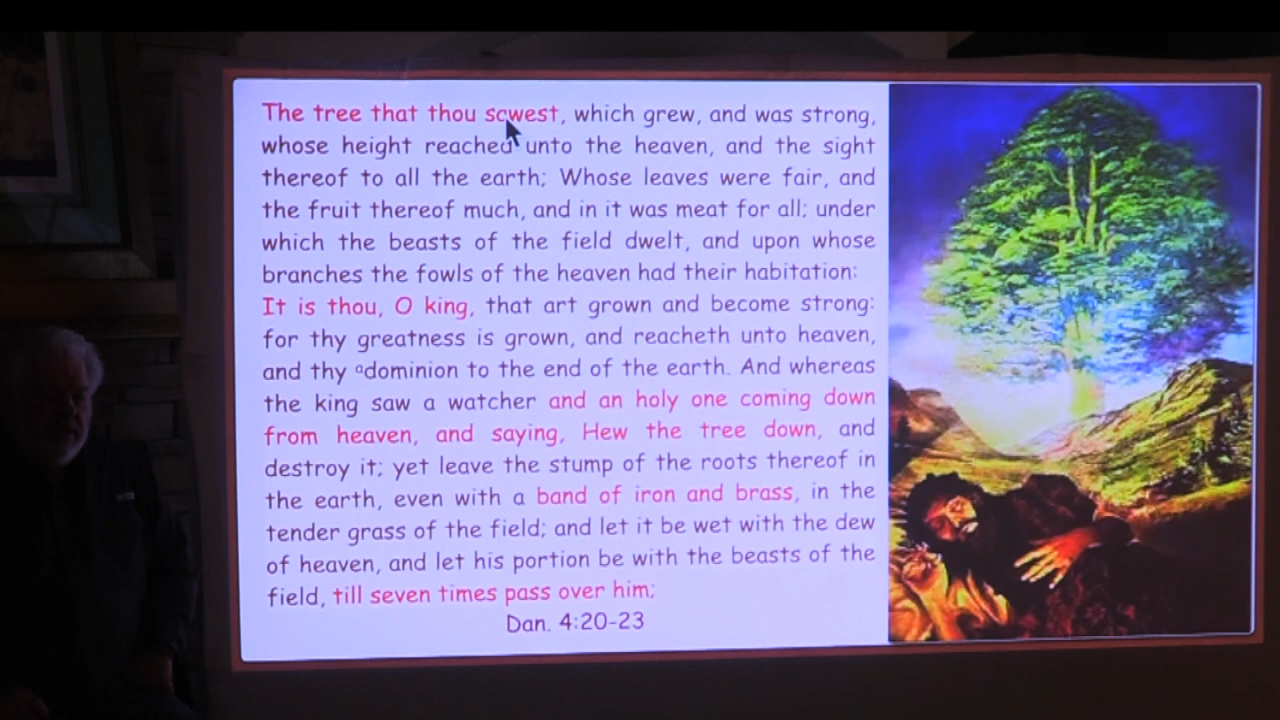 The tree that thou sawest, which grew, and was strong,
whose height reached unto the heaven, and the sight
thereof to all the earth; Whose leaves were fair, and
the fruit thereof much, and in it was meat for all; under
which the beasts of the field dwelt, and upon whose
branches the fowls of the heaven had their habitation:
It is thou, O king, that art grown and become strong:
for thy greatness is grown, and reacheth unto heaven,
and thy ᵃdominion to the end of the earth. And whereas
the king saw a watcher and an holy one coming down
from heaven, and saying, Hew the tree down, and
destroy it; yet leave the stump of the roots thereof in
the earth, even with a band of iron and brass, in the
tender grass of the field; and let it be wet with the dew
of heaven, and let his portion be with the beasts of the
field, till seven times pass over him;
Dan. 4:20-23